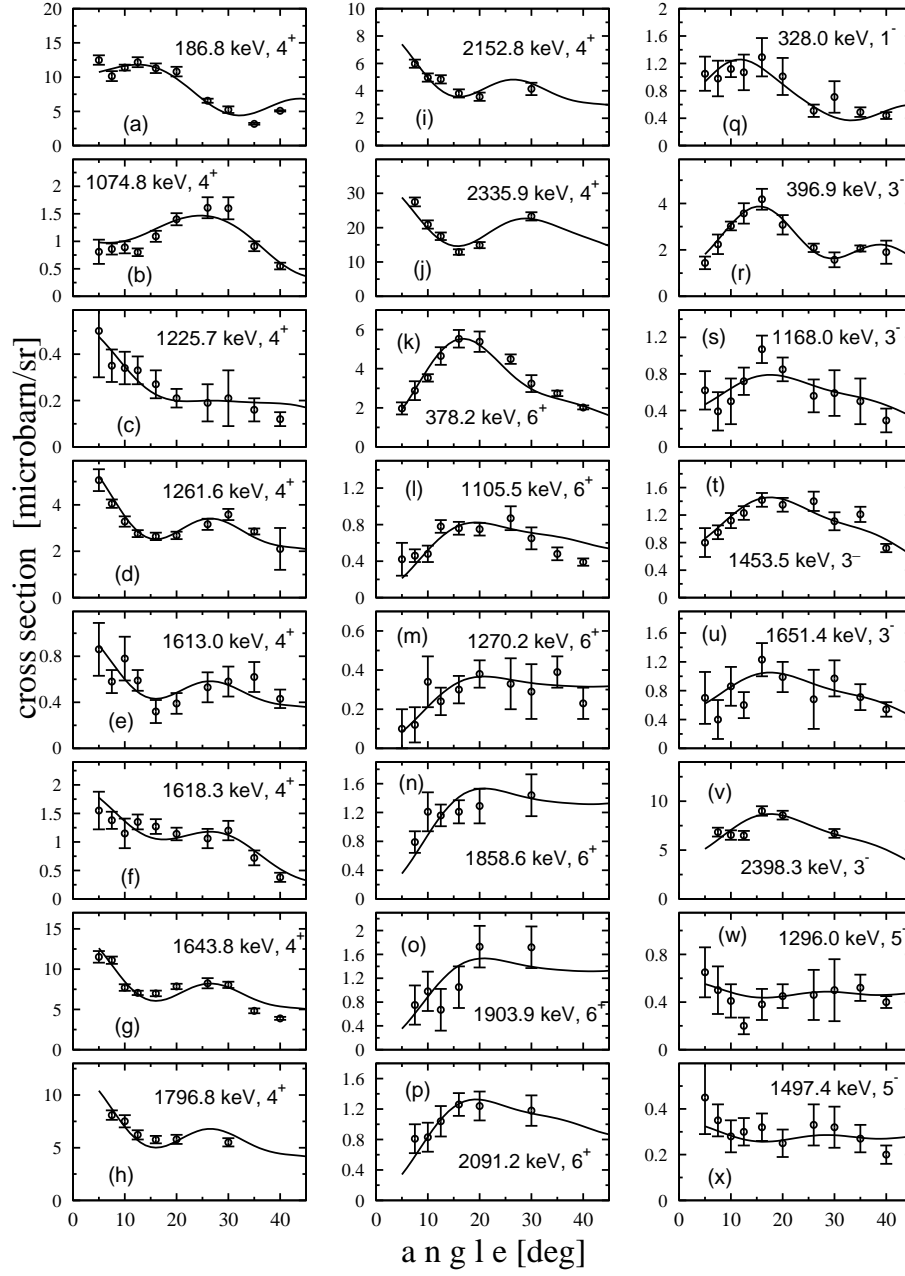 cross section [microbarn/sr]
20
15
10
5
0
186.8 keV, 4+
(a)
2
1.5
1
0.5
0
1074.8 keV, 4+
(b)
0.4
0.2
0
1225.7 keV, 4+
(c)
4
2
0
1261.6 keV, 4+
(d)
0.8
0.4
0
1613.0 keV, 4+
(e)
2
1.5
1
0.5
0
1618.3 keV, 4+
(f)
15
10
5
0
1643.8 keV, 4+
(g)
10
5
0
1796.8 keV, 4+
(h)
0 10 20 30 40
15
10
5
0
2152.8 keV, 4+
(i)
40
30
20
10
0
2335.9 keV, 4+
(j)
6
4
2
0
(k)
378.2 keV, 6+
1.2
0.8
0.4
0
(l)
1105.5 keV, 6+
0.6
0.4
0.2
0
(m)
1270.2 keV, 6+
2
1.6
1.2
0.8
0.4
0
(n)
1858.6 keV, 6+
2
1.6
1.2
0.8
0.4
0
(o)
1903.9 keV, 6+
1.6
1.2
0.8
0.4
0
(p)
2091.2 keV, 6+
0 10 20 30 40
a n g l e [deg]
2
1.6
1.2
0.8
0.4
0
328.0 keV, 1-
(q)
4
2
0
396.9 keV, 3-
(r)
1.2
0.8
0.4
0
(s)
1168.0 keV, 3-
1.6
1.2
0.8
0.4
0
(t)
1453.5 keV, 3−
1.6
1.2
0.8
0.4
0
(u)
1651.4 keV, 3-
10
5
0
(v)
2398.3 keV, 3-
0.8
0.4
0
(w)
1296.0 keV, 5-
0.4
0.2
0
1497.4 keV, 5-
(x)
0 10 20 30 40